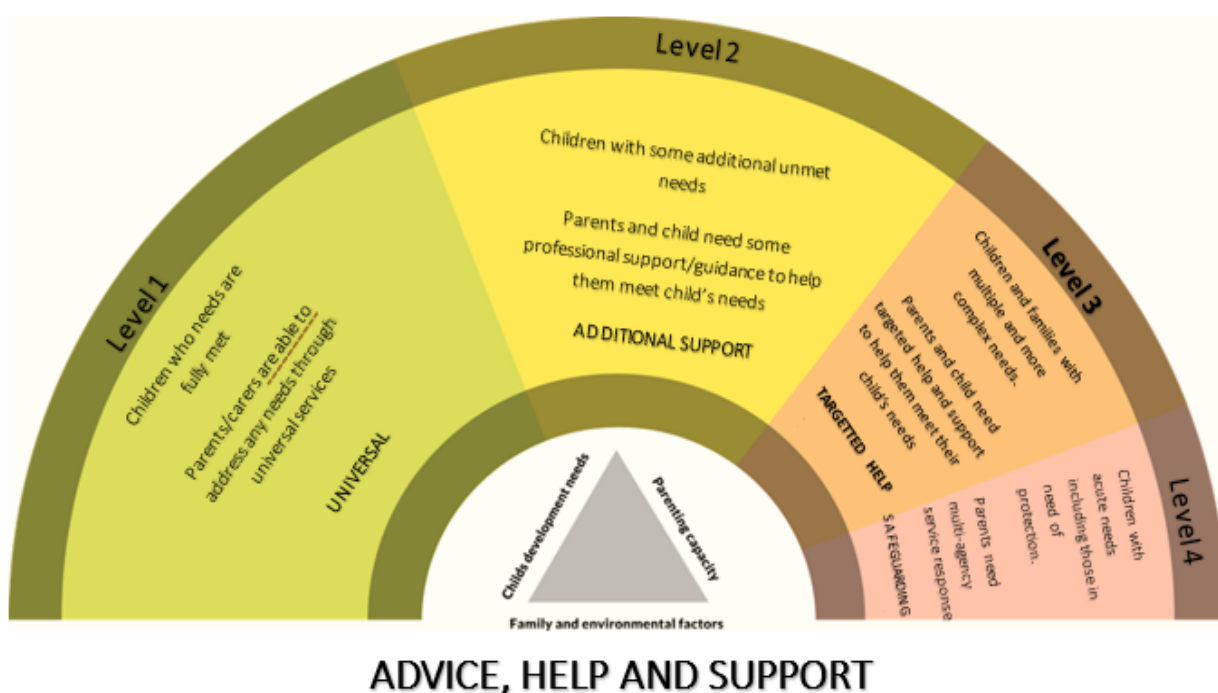 Level 1
Children who needs are
fully met
Parents/carers are able to
address any needs through
universal services
UNIVERSAL
Level 2
Children with some additional unmet
needs
Parents and child need some
professional support/guidance to help
them meet child's needs
ADDITIONAL SUPPORT
Level 3
Children and families with
multiple and more
complex needs.
Parents and child need
targeted help and support
to help them meet their
child's needs
TARGETTED HELP
Level 4
Children with
acute needs
including those in
need of
protection.
Parents need
multi-agency
service response
SAFEGUARDING
Childs development needs
Parenting capacity
Family and environmental factors
ADVICE, HELP AND SUPPORT